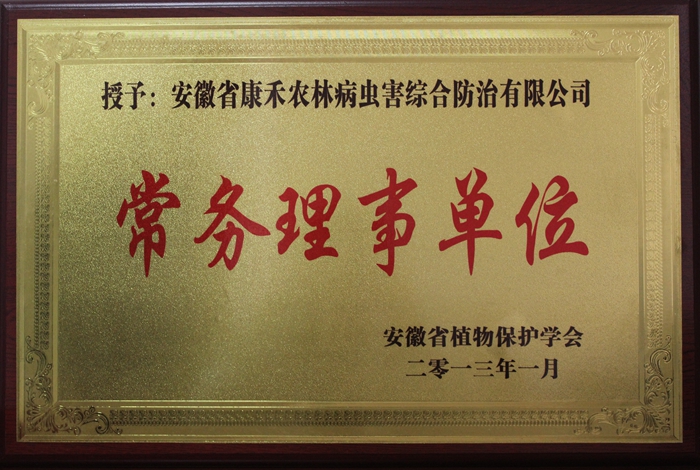 授予：安徽省康禾农林病虫害综合防治有限公司
常务理事单位
安徽省植物保护学会
二零一三年一月